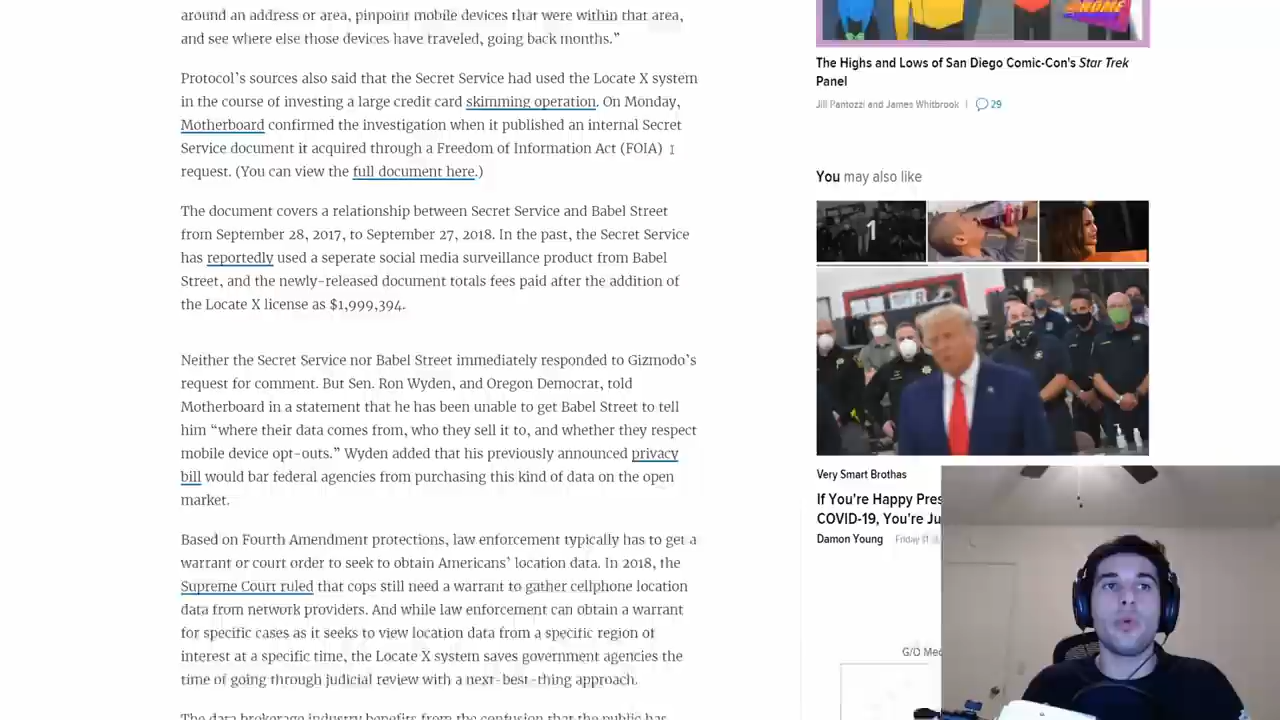 around an address or area, pinpoint mobile devices that were within that area,
and see where else those devices have traveled, going back months.”
Protocol’s sources also said that the Secret Service had used the Locate X system
in the course of investing a large credit card skimming operation. On Monday,
Motherboard confirmed the investigation when it published an internal Secret
Service document it acquired through a Freedom of Information Act (FOIA)
request. (You can view the full document here.)
The document covers a relationship between Secret Service and Babel Street
from September 28, 2017, to September 27, 2018. In the past, the Secret Service
has reportedly used a seperate social media surveillance product from Babel
Street, and the newly-released document totals fees paid after the addition of
the Locate X license as $1,999,394.
Neither the Secret Service nor Babel Street immediately responded to Gizmodo’s
request for comment. But Sen. Ron Wyden, and Oregon Democrat, told
Motherboard in a statement that he has been unable to get Babel Street to tell
him “where their data comes from, who they sell it to, and whether they respect
mobile device opt-outs.” Wyden added that his previously announced privacy
bill would bar federal agencies from purchasing this kind of data on the open
market.
Based on Fourth Amendment protections, law enforcement typically has to get a
warrant or court order to seek to obtain Americans’ location data. In 2018, the
Supreme Court ruled that cops still need a warrant to gather cellphone location
data from network providers. And while law enforcement can obtain a warrant
for specific cases as it seeks to view location data from a specific region of
interest at a specific time, the Locate X system saves government agencies the
time of going through judicial review with a next-best-thing approach.
The data brokerage industry benefits from the confusion that the public has
HOME
The Highs and Lows of San Diego Comic-Con's Star Trek
Panel
Jill Pantozzi and James Whitbrook | 29
You may also like
1
Very Smart Brothas
If You're Happy Pres
COVID-19, You're Ju
Damon Young Friday
G/O Med